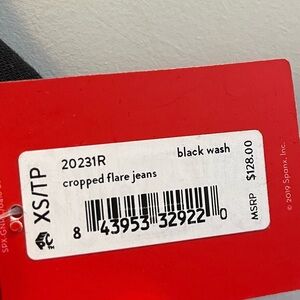 XS/TP
20231R
black wash
cropped flare jeans
8 43953 32922 0
MSRP $128.00
© 2019 Spanx, Inc.